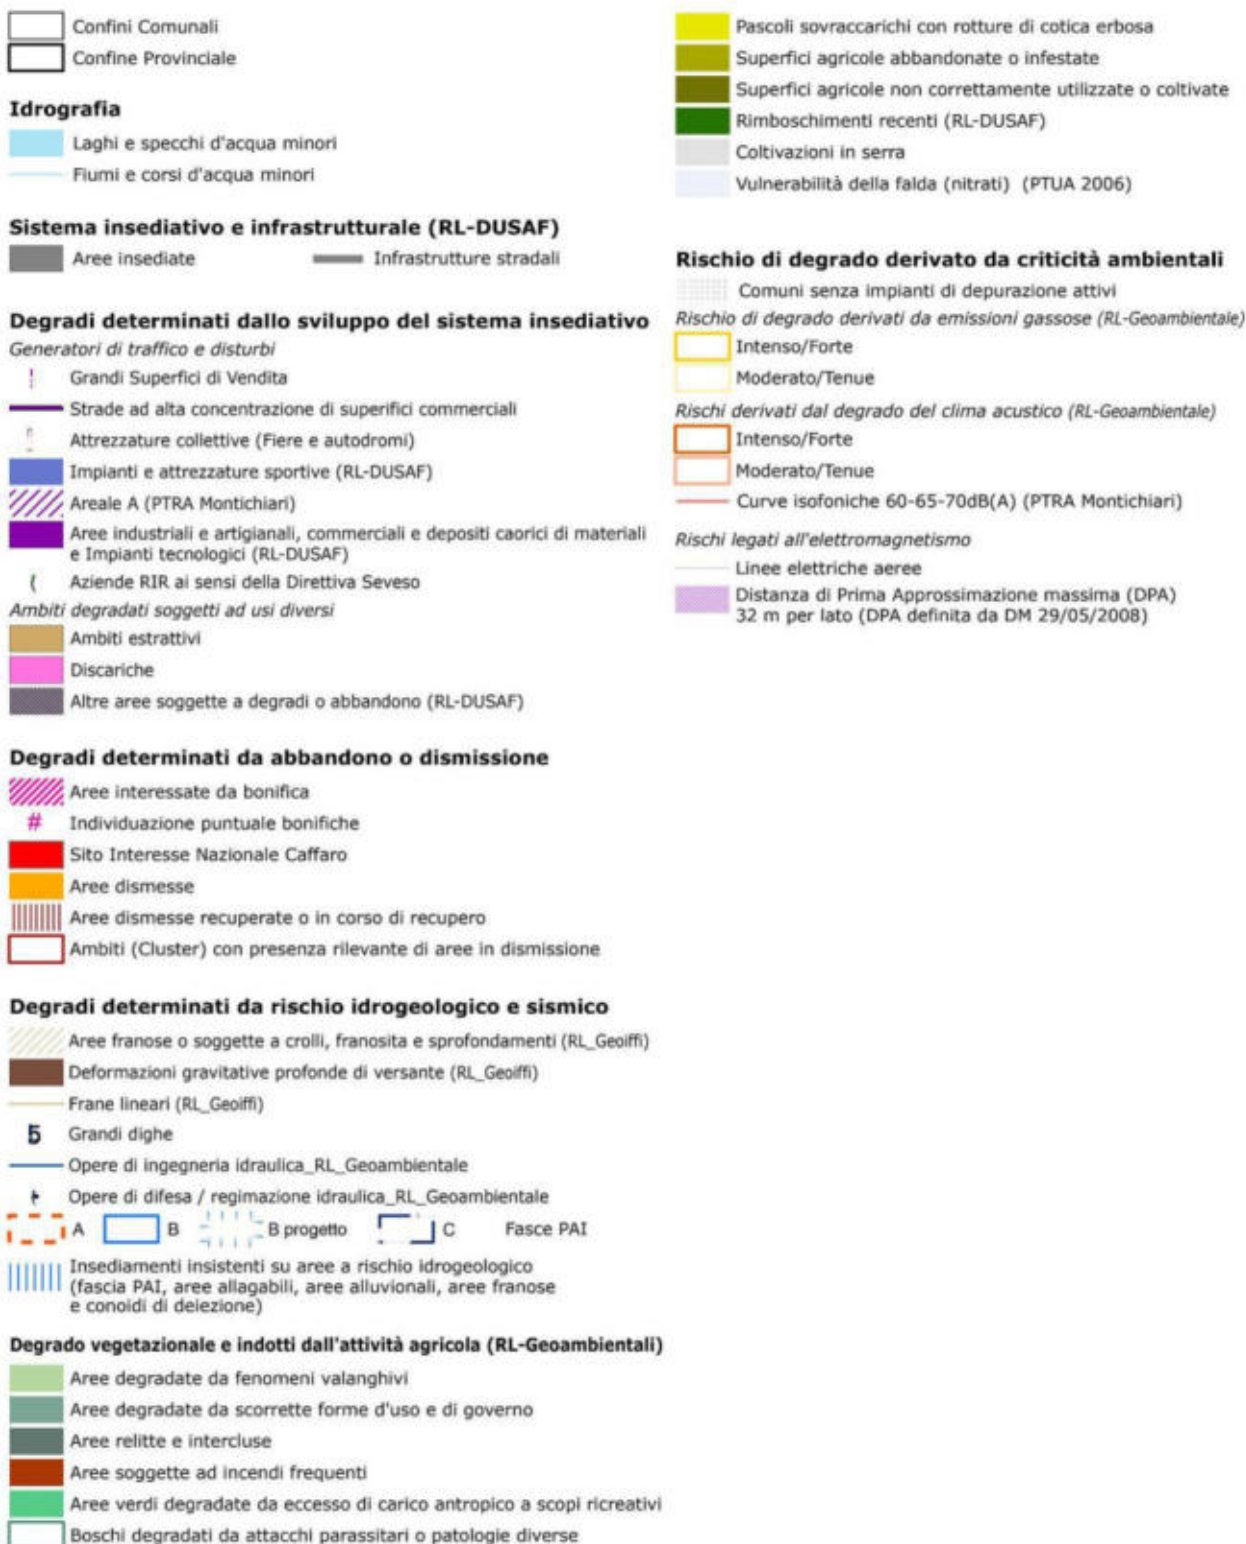 Confini Comunali
Confine Provinciale
Idrografia
Laghi e specchi d'acqua minori
Fiumi e corsi d'acqua minori
Sistema insediativo e infrastrutturale (RL-DUSAF)
Aree insediate
Infrastrutture stradali
Degradi determinati dallo sviluppo del sistema insediativo
Generatori di traffico e disturbi
Grandi Superfici di Vendita
Strade ad alta concentrazione di superifici commerciali
Attrezzature collettive (Fiere e autodromi)
Impianti e attrezzature sportive (RL-DUSAF)
Areale A (PTRA Montichiari)
Aree industriali e artigianali, commerciali e depositi caorici di materiali
e Impianti tecnologici (RL-DUSAF)
( Aziende RIR ai sensi della Direttiva Seveso
Ambiti degradati soggetti ad usi diversi
Ambiti estrattivi
Discariche
Altre aree soggette a degradi o abbandono (RL-DUSAF)
Degradi determinati da abbandono o dismissione
Aree interessate da bonifica
# Individuazione puntuale bonifiche
Sito Interesse Nazionale Caffaro
Aree dismesse
Aree dismesse recuperate o in corso di recupero
Ambiti (Cluster) con presenza rilevante di aree in dismissione
Degradi determinati da rischio idrogeologico e sismico
Aree franose o soggette a crolli, franosita e sprofondamenti (RL_Geoiffi)
Deformazioni gravitative profonde di versante (RL_Geoiffi)
Frane lineari (RL_Geoiffi)
5 Grandi dighe
Opere di ingegneria idraulica_RL_Geoambientale
Opere di difesa / regimazione idraulica_RL_Geoambientale
A B B progetto C Fasce PAI
Insediamenti insistenti su aree a rischio idrogeologico
(fascia PAI, aree allagabili, aree alluvionali, aree franose
e conoidi di deiezione)
Degrado vegetazionale e indotti dall'attività agricola (RL-Geoambientali)
Aree degradate da fenomeni valanghivi
Aree degradate da scorrette forme d'uso e di governo
Aree relitte e intercluse
Aree soggette ad incendi frequenti
Aree verdi degradate da eccesso di carico antropico a scopi ricreativi
Boschi degradati da attacchi parassitari o patologie diverse
Pascoli sovraccarichi con rotture di cotica erbosa
Superfici agricole abbandonate o infestate
Superfici agricole non correttamente utilizzate o coltivate
Rimboschimenti recenti (RL-DUSAF)
Coltivazioni in serra
Vulnerabilità della falda (nitrati) (PTUA 2006)
Rischio di degrado derivato da criticità ambientali
Comuni senza impianti di depurazione attivi
Rischio di degrado derivati da emissioni gassose (RL-Geoambientale)
Intenso/Forte
Moderato/Tenue
Rischi derivati dal degrado del clima acustico (RL-Geoambientale)
Intenso/Forte
Moderato/Tenue
Curve isofoniche 60-65-70dB(A) (PTRA Montichiari)
Rischi legati all'elettromagnetismo
Linee elettriche aeree
Distanza di Prima Approssimazione massima (DPA)
32 m per lato (DPA definita da DM 29/05/2008)